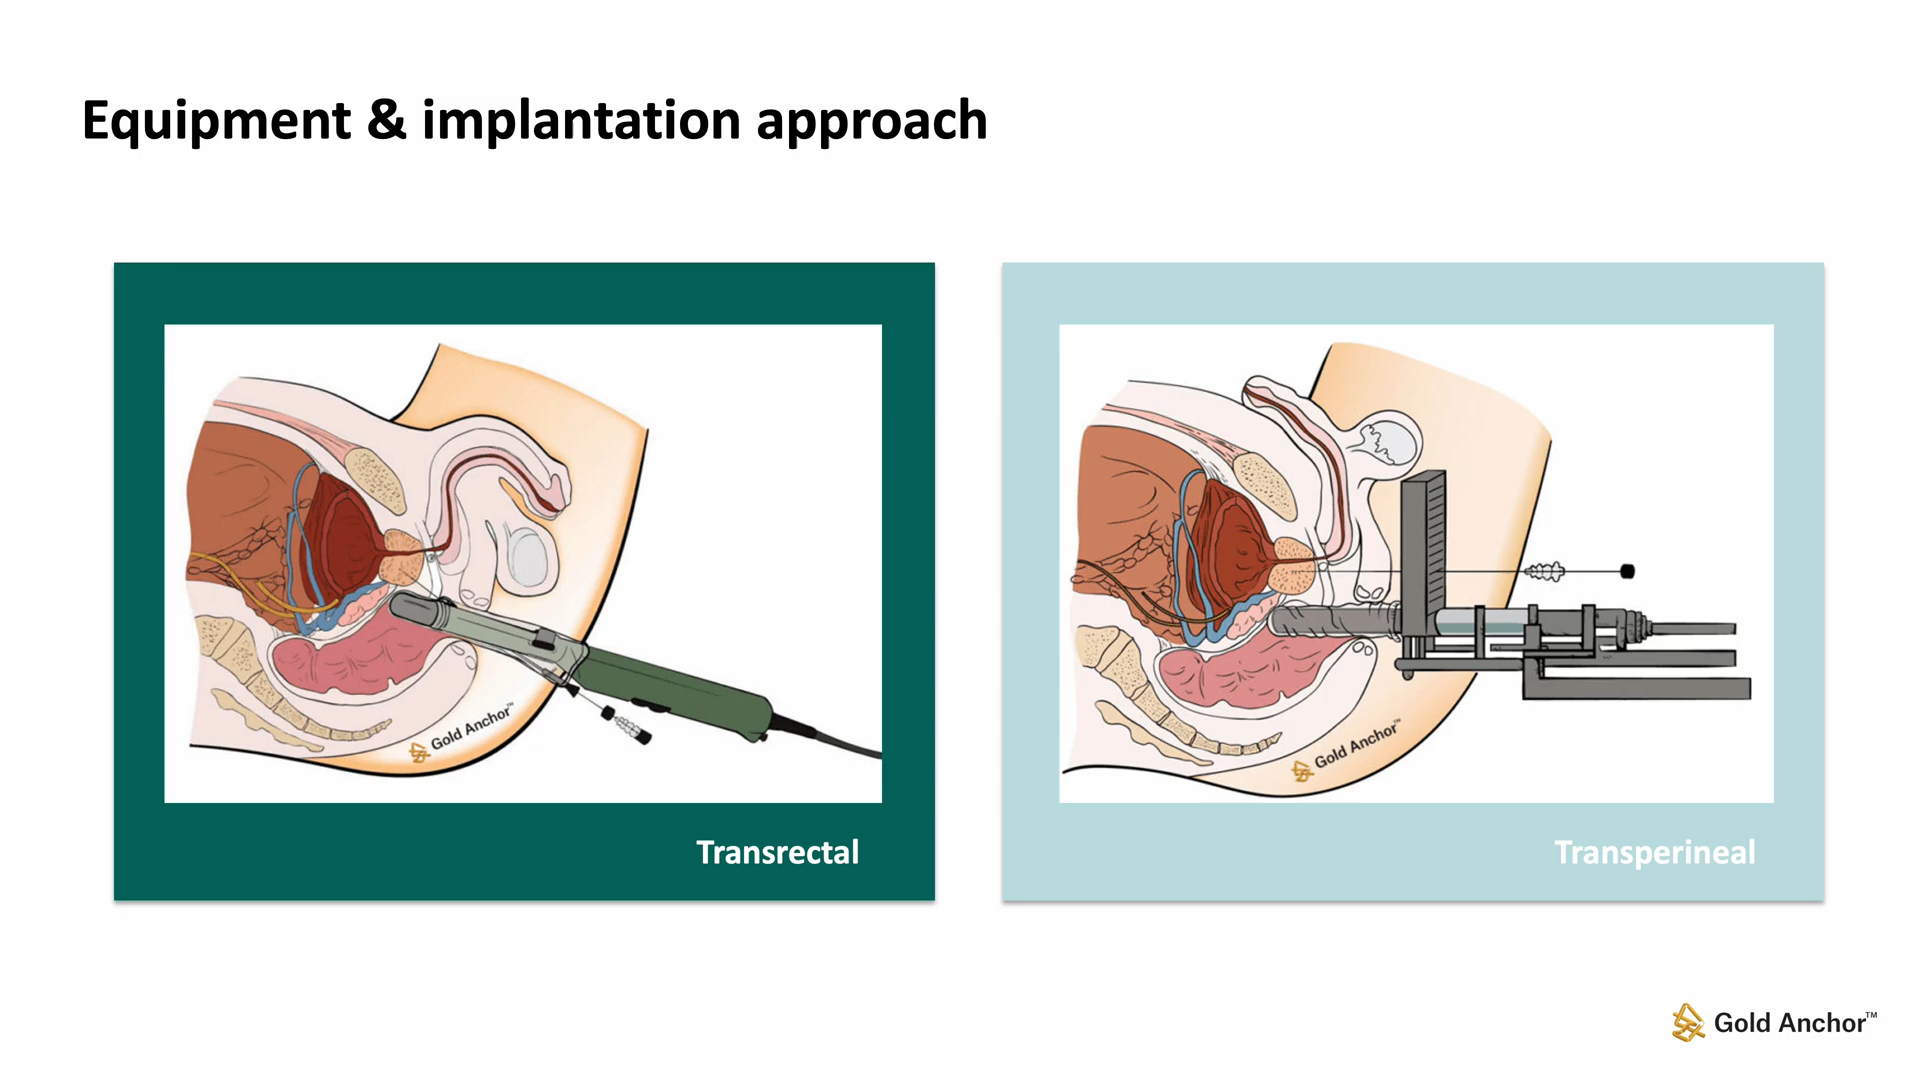 Equipment & implantation approach
Gold Anchor™
Transrectal
Gold Anchor™
Transperineal
Gold Anchor™